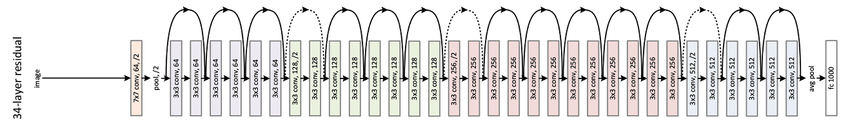 34-layer residual
image
7x7 conv, 64, /2
pool, /2
3x3 conv, 64
3x3 conv, 64
3x3 conv, 64
3x3 conv, 64
3x3 conv, 64
3x3 conv, 64
3x3 conv, 128, /2
3x3 conv, 128
3x3 conv, 128
3x3 conv, 128
3x3 conv, 128
3x3 conv, 128
3x3 conv, 128
3x3 conv, 128
3x3 conv, 256, /2
3x3 conv, 256
3x3 conv, 256
3x3 conv, 256
3x3 conv, 256
3x3 conv, 256
3x3 conv, 256
3x3 conv, 256
3x3 conv, 256
3x3 conv, 256
3x3 conv, 256
3x3 conv, 256
3x3 conv, 512, /2
3x3 conv, 512
3x3 conv, 512
3x3 conv, 512
3x3 conv, 512
3x3 conv, 512
avg pool
fc 1000